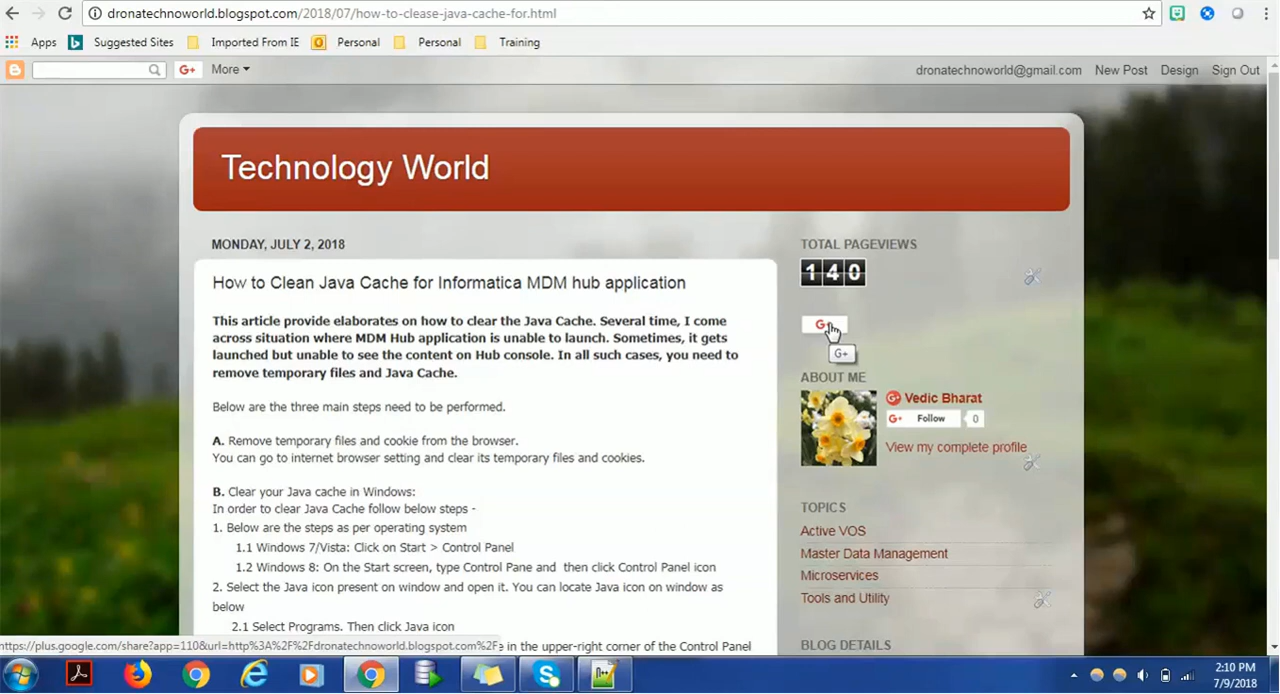 dronatechnoworld.blogspot.com/2018/07/how-to-clease-java-cache-for.html
Apps Suggested Sites Imported From IE Personal Personal Training
G+ More dronatechnoworld@gmail.com New Post Design Sign Out
Technology World
MONDAY, JULY 2, 2018
How to Clean Java Cache for Informatica MDM hub application
This article provide elaborates on how to clear the Java Cache. Several time, I come
across situation where MDM Hub application is unable to launch. Sometimes, it gets
launched but unable to see the content on Hub console. In all such cases, you need to
remove temporary files and Java Cache.
Below are the three main steps need to be performed.
A. Remove temporary files and cookie from the browser.
You can go to internet browser setting and clear its temporary files and cookies.
B. Clear your Java cache in Windows:
In order to clear Java Cache follow below steps -
1. Below are the steps as per operating system
1.1 Windows 7/Vista: Click on Start > Control Panel
1.2 Windows 8: On the Start screen, type Control Pane and then click Control Panel icon
2. Select the Java icon present on window and open it. You can locate Java icon on window as
below
2.1 Select Programs. Then click Java icon
e in the upper-right corner of the Control Panel
TOTAL PAGEVIEWS
140
G+
G+
ABOUT ME
G+ Vedic Bharat
G+ Follow 0
View my complete profile
TOPICS
Active VOS
Master Data Management
Microservices
Tools and Utility
BLOG DETAILS
https://plus.google.com/share?app=110&url=http%3A%2F%2Fdronatechnoworld.blogspot.com%2F
2:10 PM
7/9/2018